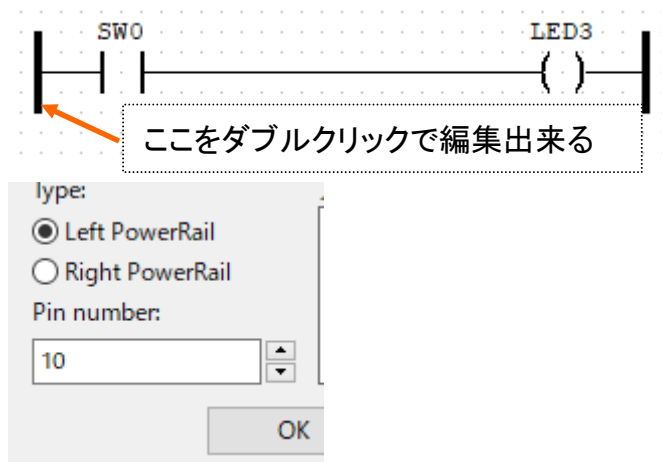 SW0 LED3
ここをダブルクリックで編集出来る
Type:
Left PowerRail
Right PowerRail
Pin number:
10
OK